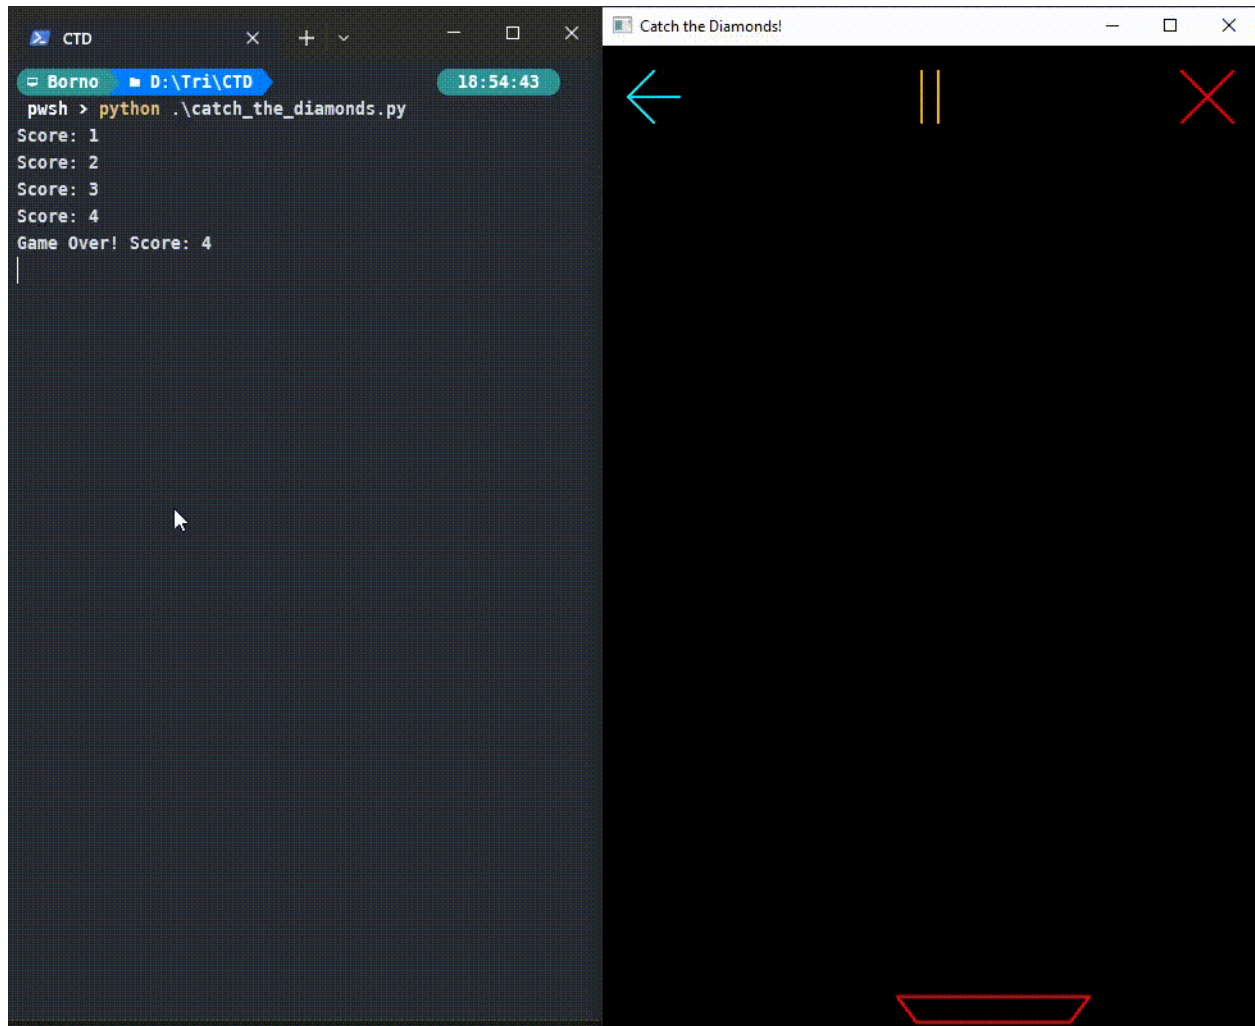 CTD
Borno D:\Tri\CTD 18:54:43
pwsh > python .\catch_the_diamonds.py
Score: 1
Score: 2
Score: 3
Score: 4
Game Over! Score: 4
Catch the Diamonds!